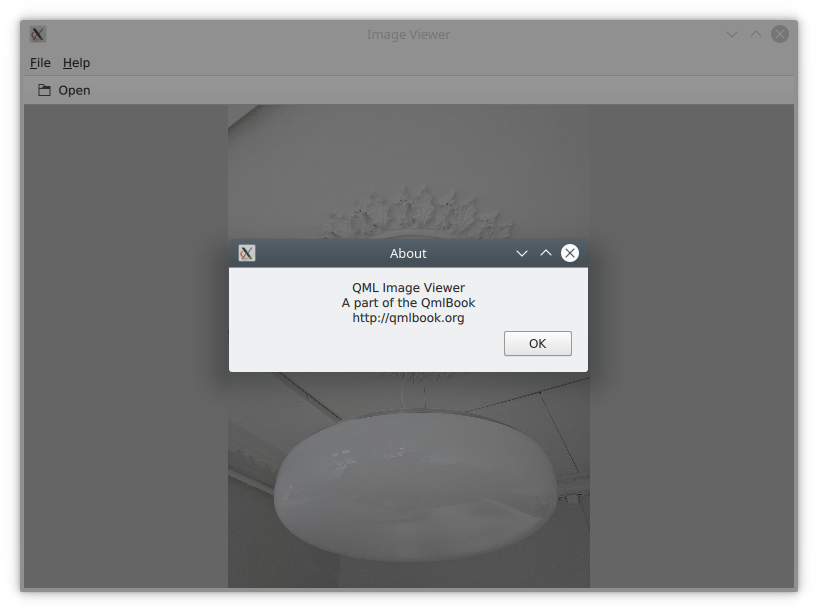 Image Viewer
File Help
Open
About
QML Image Viewer
A part of the QmlBook
http://qmlbook.org
OK